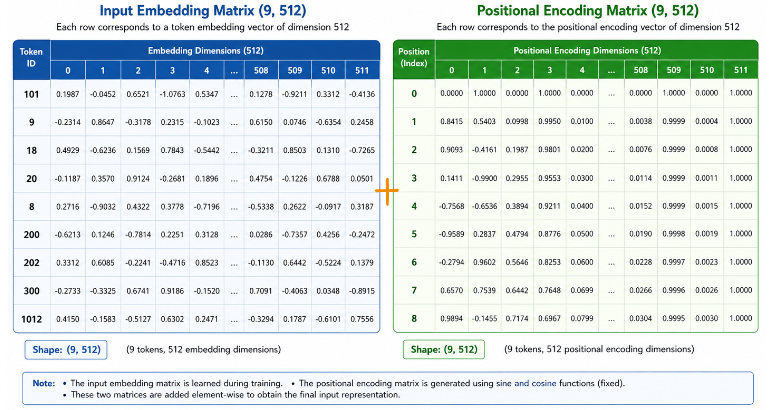 Input Embedding Matrix (9, 512)
Each row corresponds to a token embedding vector of dimension 512
Token ID Embedding Dimensions (512)
0 1 2 3 4 ... 508 509 510 511
101 0.1987 -0.0452 0.6521 -1.0763 0.5347 ... 0.1278 -0.9211 0.3312 -0.4136
9 -0.2314 0.8647 -0.3178 0.2315 -0.1023 ... 0.6150 0.0746 -0.6354 0.2458
18 0.4929 -0.6236 0.1569 0.7843 -0.5442 ... -0.3211 0.8503 0.1310 -0.7265
20 -0.1187 0.3570 0.9124 -0.2681 0.1896 ... 0.4754 -0.1226 0.6788 0.0501
8 0.2716 -0.9032 0.4322 0.3778 -0.7196 ... -0.5338 0.2622 -0.0917 0.3187
200 -0.6213 0.1246 -0.7814 0.2251 0.3128 ... 0.0286 -0.7357 0.4256 -0.2472
202 0.3312 0.6085 -0.2241 -0.4716 0.8523 ... -0.1130 0.6442 -0.5224 0.1379
300 -0.2733 -0.3325 0.6741 0.9186 -0.1520 ... 0.7091 -0.4063 0.0348 -0.8915
1012 0.4150 -0.1583 -0.5127 0.6302 0.2471 ... -0.3294 0.1787 -0.6101 0.7556
Shape: (9, 512) (9 tokens, 512 embedding dimensions)
+
Positional Encoding Matrix (9, 512)
Each row corresponds to the positional encoding vector of dimension 512
Position (Index) Positional Encoding Dimensions (512)
0 1 2 3 4 ... 508 509 510 511
0 0.0000 1.0000 0.0000 1.0000 0.0000 ... 0.0000 1.0000 0.0000 1.0000
1 0.8415 0.5403 0.0998 0.9950 0.0100 ... 0.0038 0.9999 0.0004 1.0000
2 0.9093 -0.4161 0.1987 0.9801 0.0200 ... 0.0076 0.9999 0.0008 1.0000
3 0.1411 -0.9900 0.2955 0.9553 0.0300 ... 0.0114 0.9999 0.0011 1.0000
4 -0.7568 -0.6536 0.3894 0.9211 0.0400 ... 0.0152 0.9999 0.0015 1.0000
5 -0.9589 0.2837 0.4794 0.8776 0.0500 ... 0.0190 0.9998 0.0019 1.0000
6 -0.2794 0.9602 0.5646 0.8253 0.0600 ... 0.0228 0.9997 0.0023 1.0000
7 0.6570 0.7539 0.6442 0.7648 0.0699 ... 0.0266 0.9996 0.0026 1.0000
8 0.9894 -0.1455 0.7174 0.6967 0.0799 ... 0.0304 0.9995 0.0030 1.0000
Shape: (9, 512) (9 tokens, 512 positional encoding dimensions)
Note: • The input embedding matrix is learned during training. • The positional encoding matrix is generated using sine and cosine functions (fixed).
• These two matrices are added element-wise to obtain the final input representation.